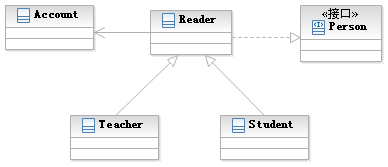 Account
Reader
«接口»
Person
Teacher
Student